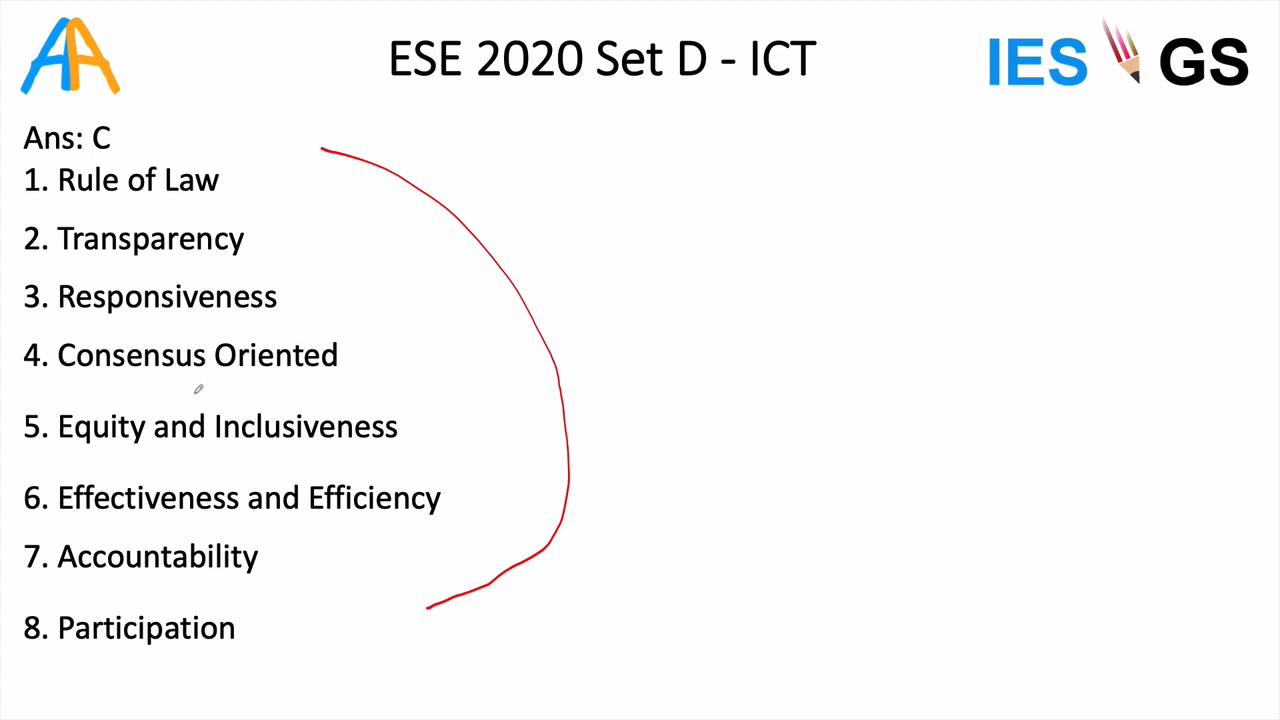 ESE 2020 Set D - ICT
IES GS
Ans: C
1. Rule of Law
2. Transparency
3. Responsiveness
4. Consensus Oriented
5. Equity and Inclusiveness
6. Effectiveness and Efficiency
7. Accountability
8. Participation